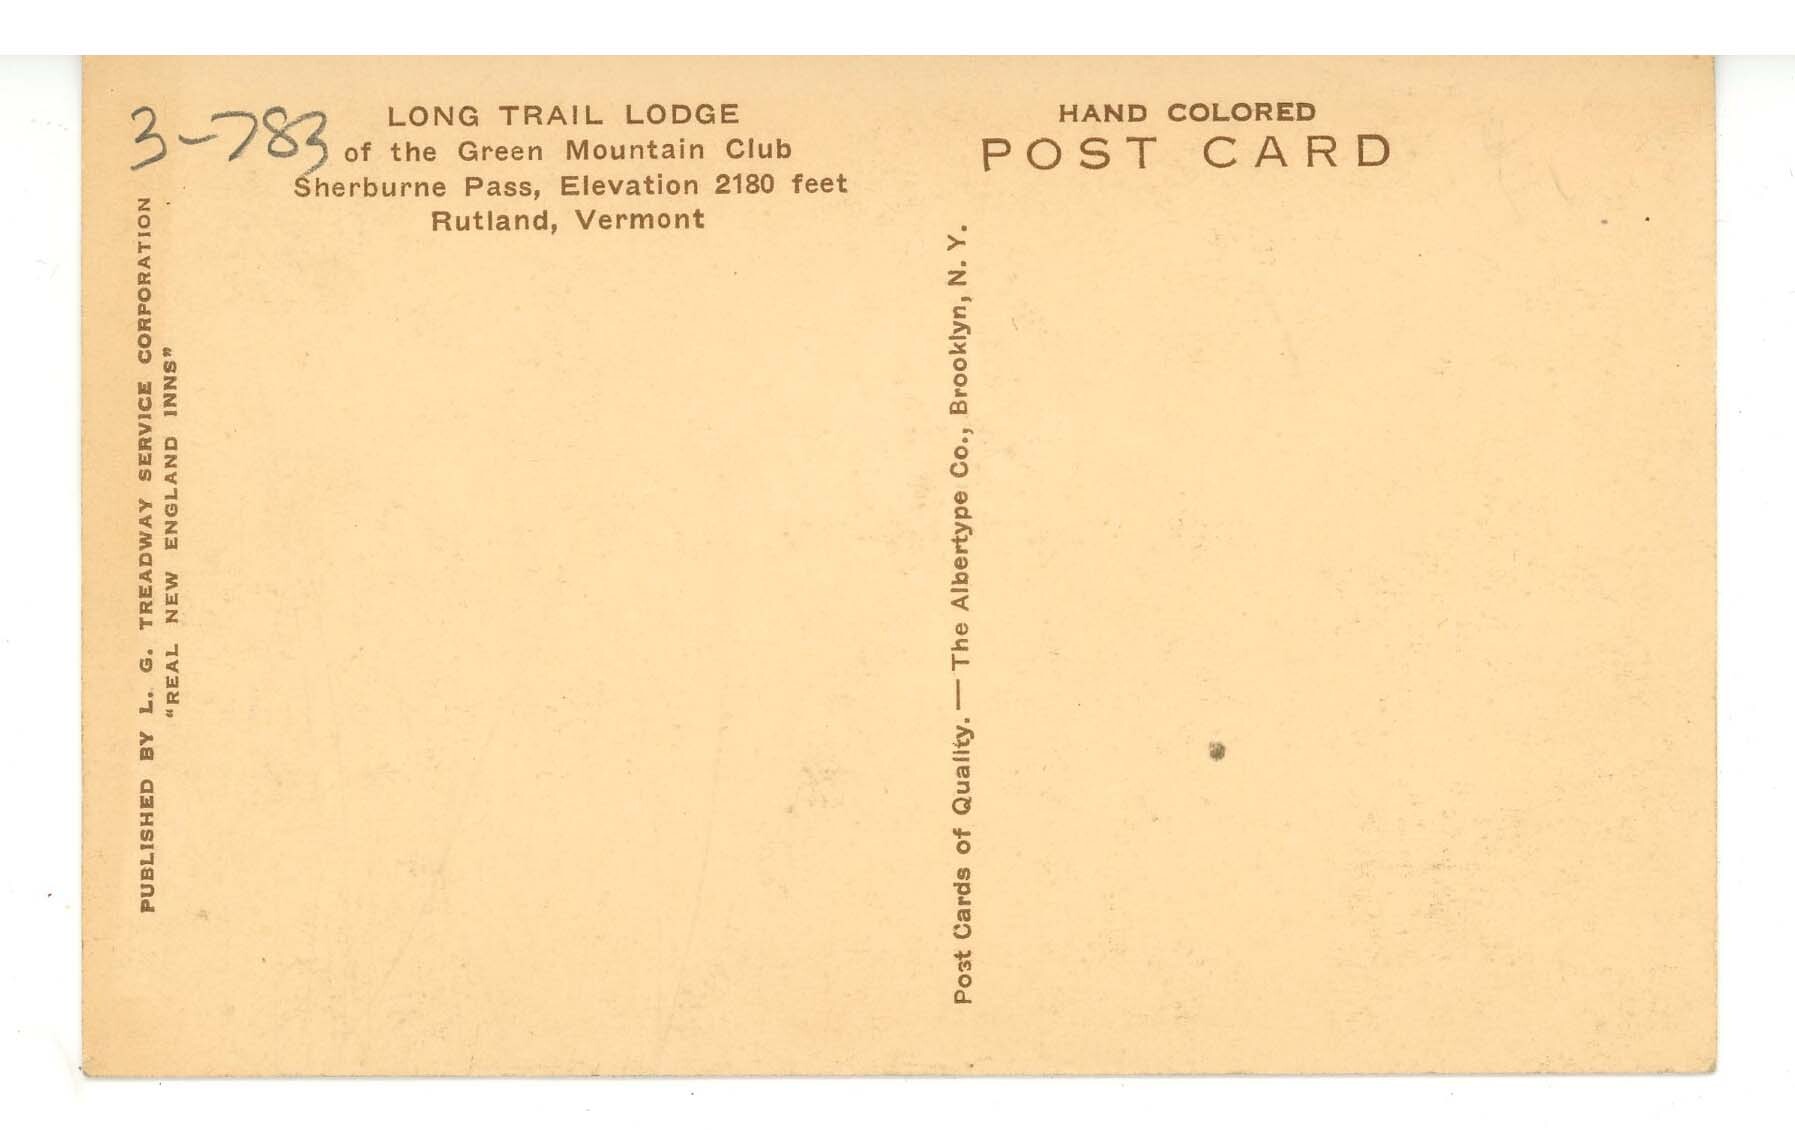 3-783
LONG TRAIL LODGE
of the Green Mountain Club
Sherburne Pass, Elevation 2180 feet
Rutland, Vermont
HAND COLORED
POST CARD
PUBLISHED BY L. G. TREADWAY SERVICE CORPORATION
“REAL NEW ENGLAND INNS”
Post Cards of Quality. — The Albertype Co., Brooklyn, N. Y.